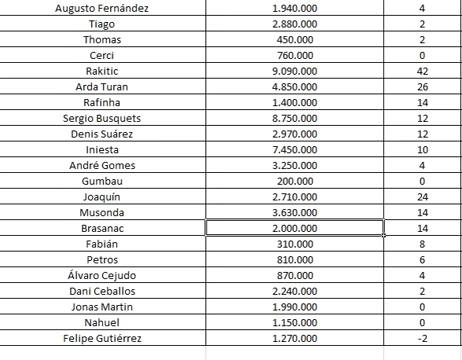 Augusto Fernández 1.940.000 4
Tiago 2.880.000 2
Thomas 450.000 2
Cerci 760.000 0
Rakitic 9.090.000 42
Arda Turan 4.850.000 26
Rafinha 1.400.000 14
Sergio Busquets 8.750.000 12
Denis Suárez 2.970.000 12
Iniesta 7.450.000 10
André Gomes 3.250.000 4
Gumbau 200.000 0
Joaquín 2.710.000 24
Musonda 3.630.000 14
Brasanac 2.000.000 14
Fabián 310.000 8
Petros 810.000 6
Álvaro Cejudo 870.000 4
Dani Ceballos 2.240.000 2
Jonas Martin 1.990.000 0
Nahuel 1.150.000 0
Felipe Gutiérrez 1.270.000 -2